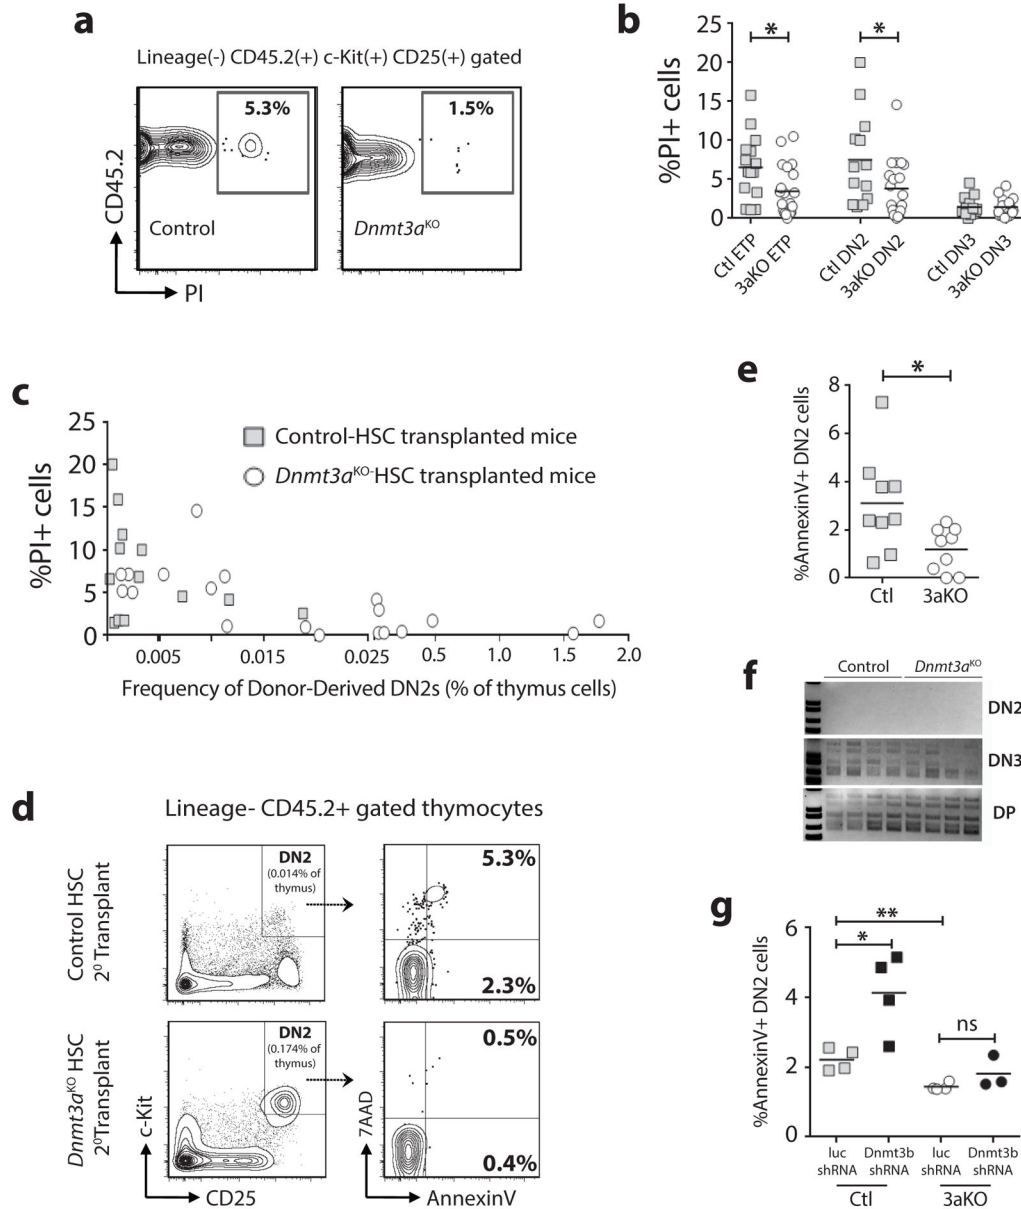 a
Lineage(-) CD45.2(+) c-Kit(+) CD25(+) gated
5.3%
1.5%
Control
Dnmt3aKO
CD45.2
PI
b
%PI+ cells
25
20
15
10
5
0
*
*
Ctl ETP
3aKO ETP
Ctl DN2
3aKO DN2
Ctl DN3
3aKO DN3
c
%PI+ cells
25
20
15
10
5
0
Control-HSC transplanted mice
Dnmt3aKO-HSC transplanted mice
0.005
0.015
0.025
0.5
1.0
1.5
2.0
Frequency of Donor-Derived DN2s (% of thymus cells)
e
%AnnexinV+ DN2 cells
8
6
4
2
0
*
Ctl
3aKO
f
Control
Dnmt3aKO
DN2
DN3
DP
d
Lineage- CD45.2+ gated thymocytes
Control HSC
2⁰ Transplant
DN2
(0.014% of
thymus)
5.3%
2.3%
Dnmt3aKO HSC
2⁰Transplant
DN2
(0.174% of
thymus)
0.5%
0.4%
c-Kit
CD25
7AAD
AnnexinV
g
%AnnexinV+ DN2 cells
6
4
2
0
**
*
ns
luc
shRNA
Dnmt3b
shRNA
luc
shRNA
Dnmt3b
shRNA
Ctl
3aKO